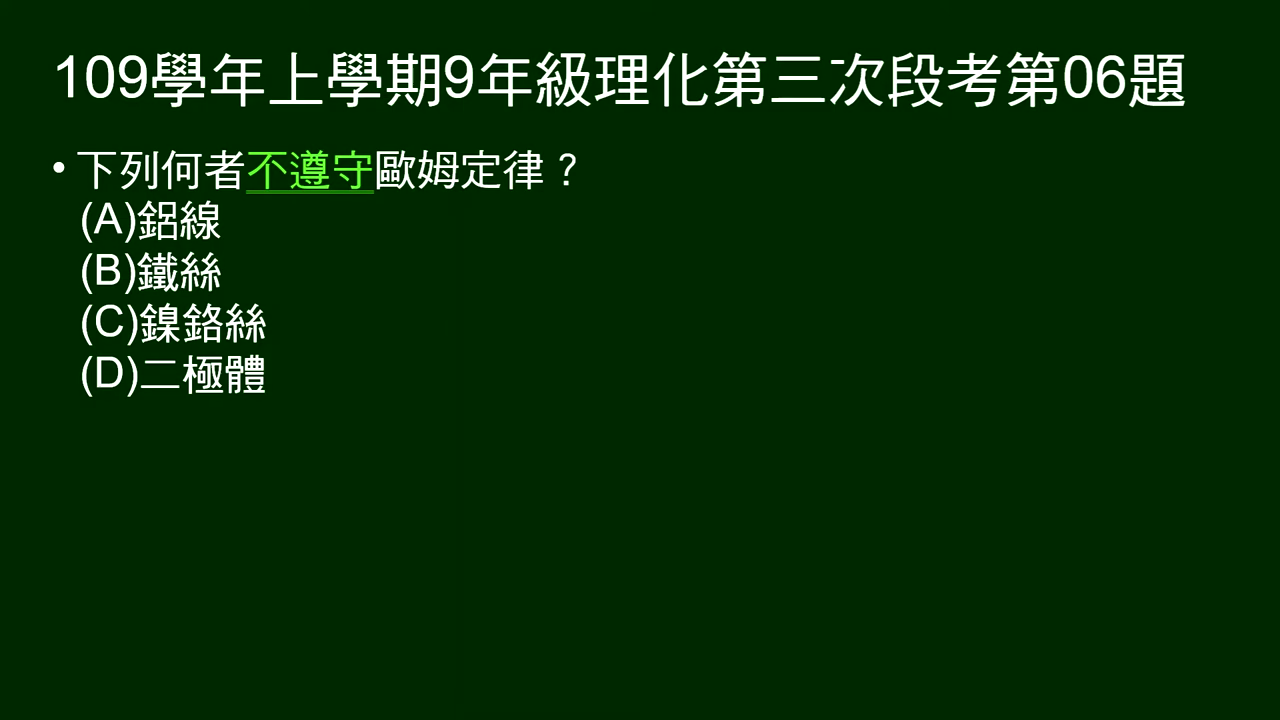 109學年上學期9年級理化第三次段考第06題
• 下列何者不遵守歐姆定律？
(A)鋁線
(B)鐵絲
(C)鎳鉻絲
(D)二極體